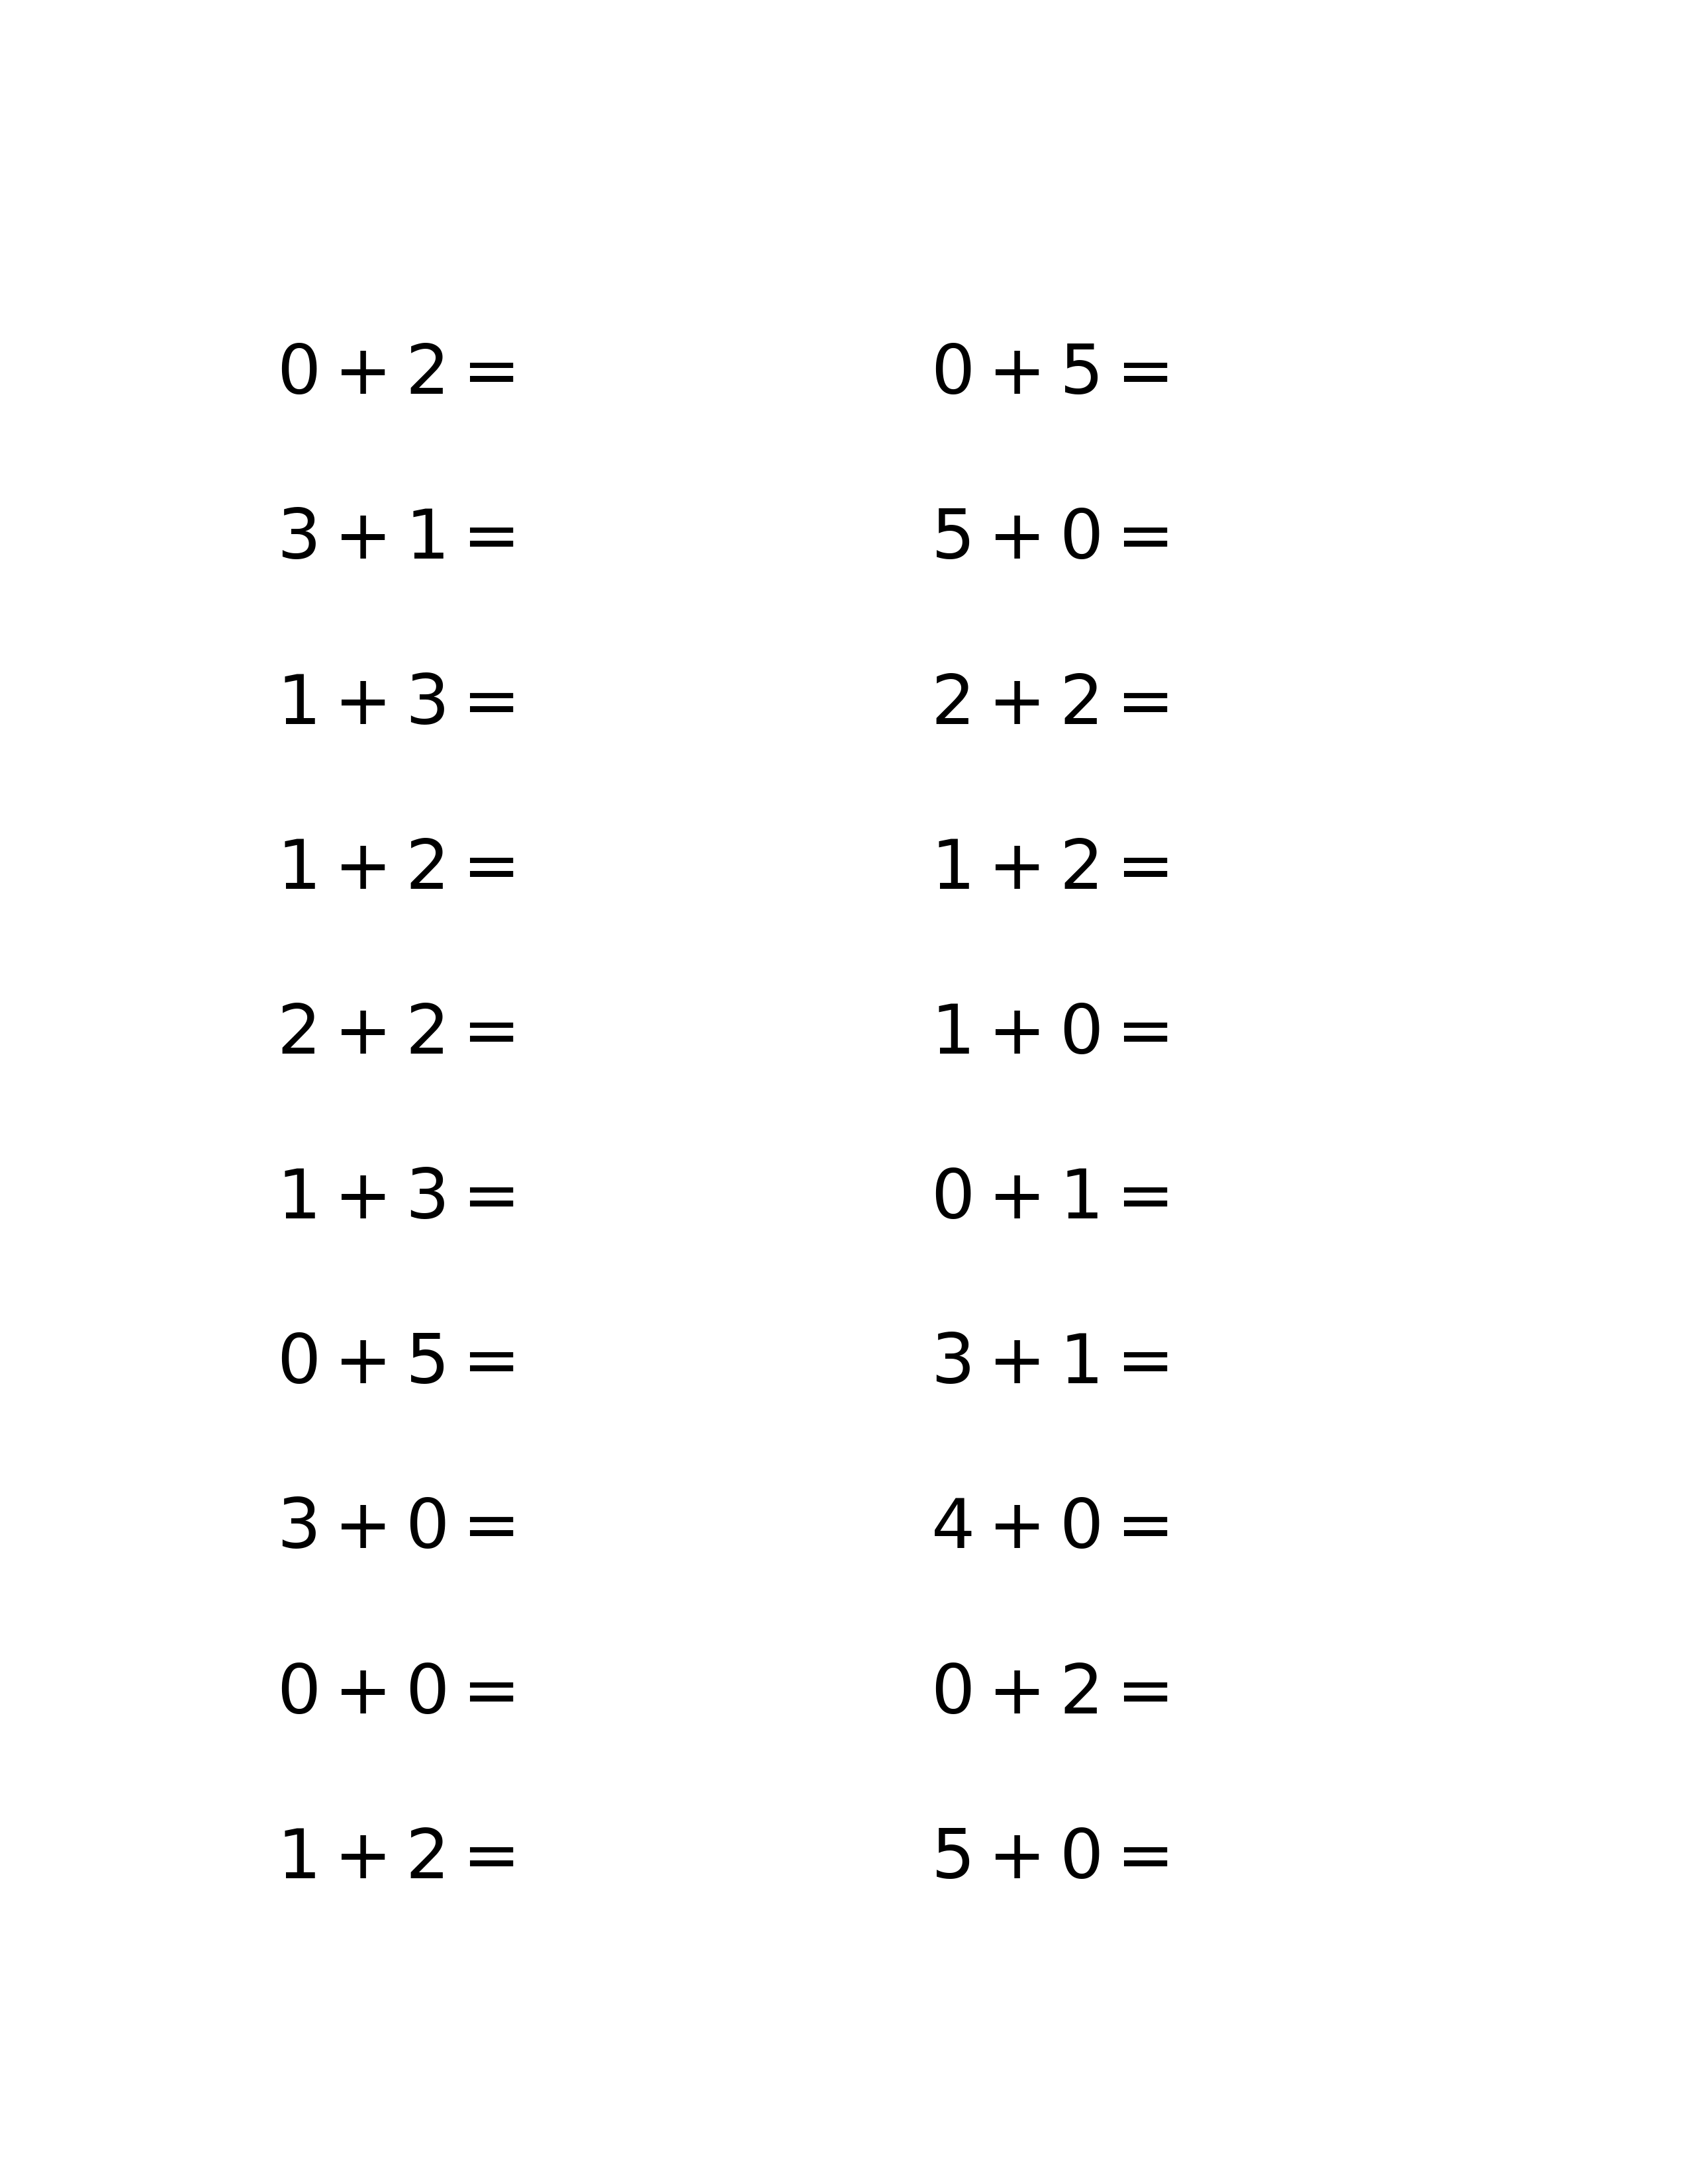 0 + 2 = 0 + 5 =
3 + 1 = 5 + 0 =
1 + 3 = 2 + 2 =
1 + 2 = 1 + 2 =
2 + 2 = 1 + 0 =
1 + 3 = 0 + 1 =
0 + 5 = 3 + 1 =
3 + 0 = 4 + 0 =
0 + 0 = 0 + 2 =
1 + 2 = 5 + 0 =